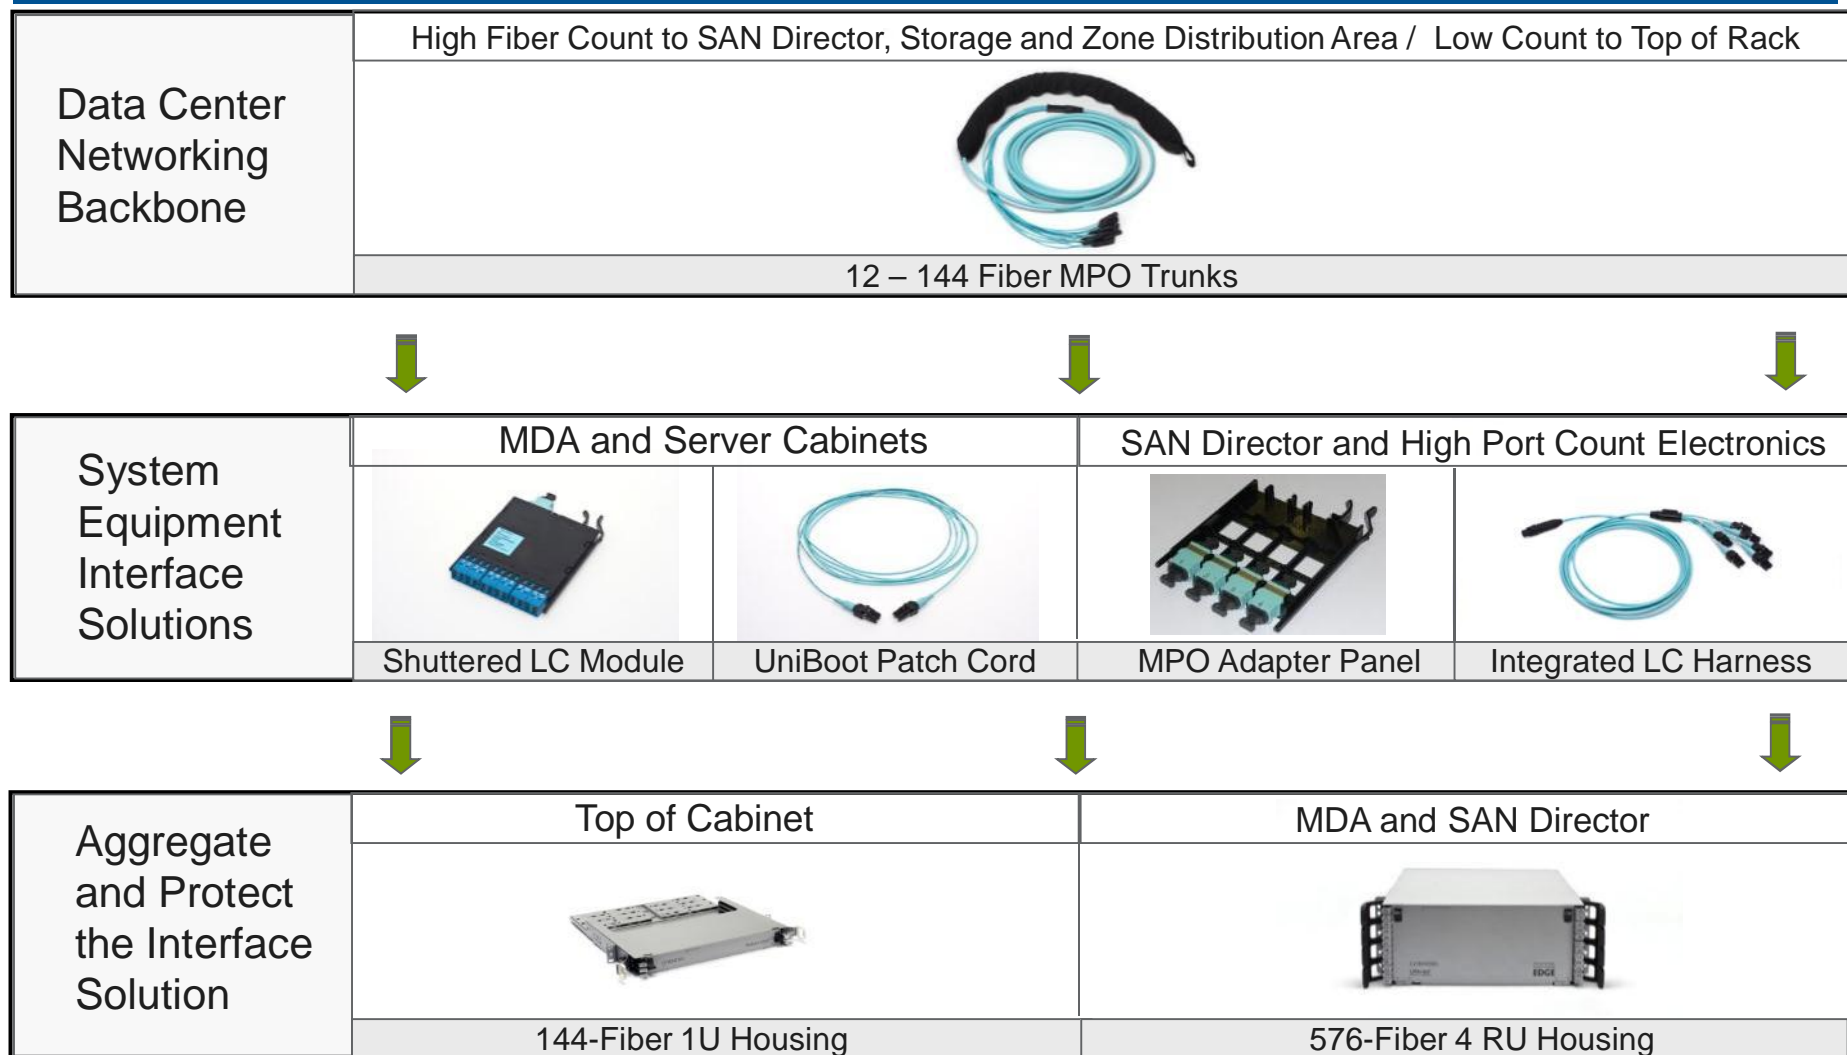 High Fiber Count to SAN Director, Storage and Zone Distribution Area / Low Count to Top of Rack
Data Center
Networking
Backbone
12 – 144 Fiber MPO Trunks
System
Equipment
Interface
Solutions
MDA and Server Cabinets
SAN Director and High Port Count Electronics
Shuttered LC Module
UniBoot Patch Cord
MPO Adapter Panel
Integrated LC Harness
Aggregate
and Protect
the Interface
Solution
Top of Cabinet
MDA and SAN Director
EDGE
144-Fiber 1U Housing
576-Fiber 4 RU Housing